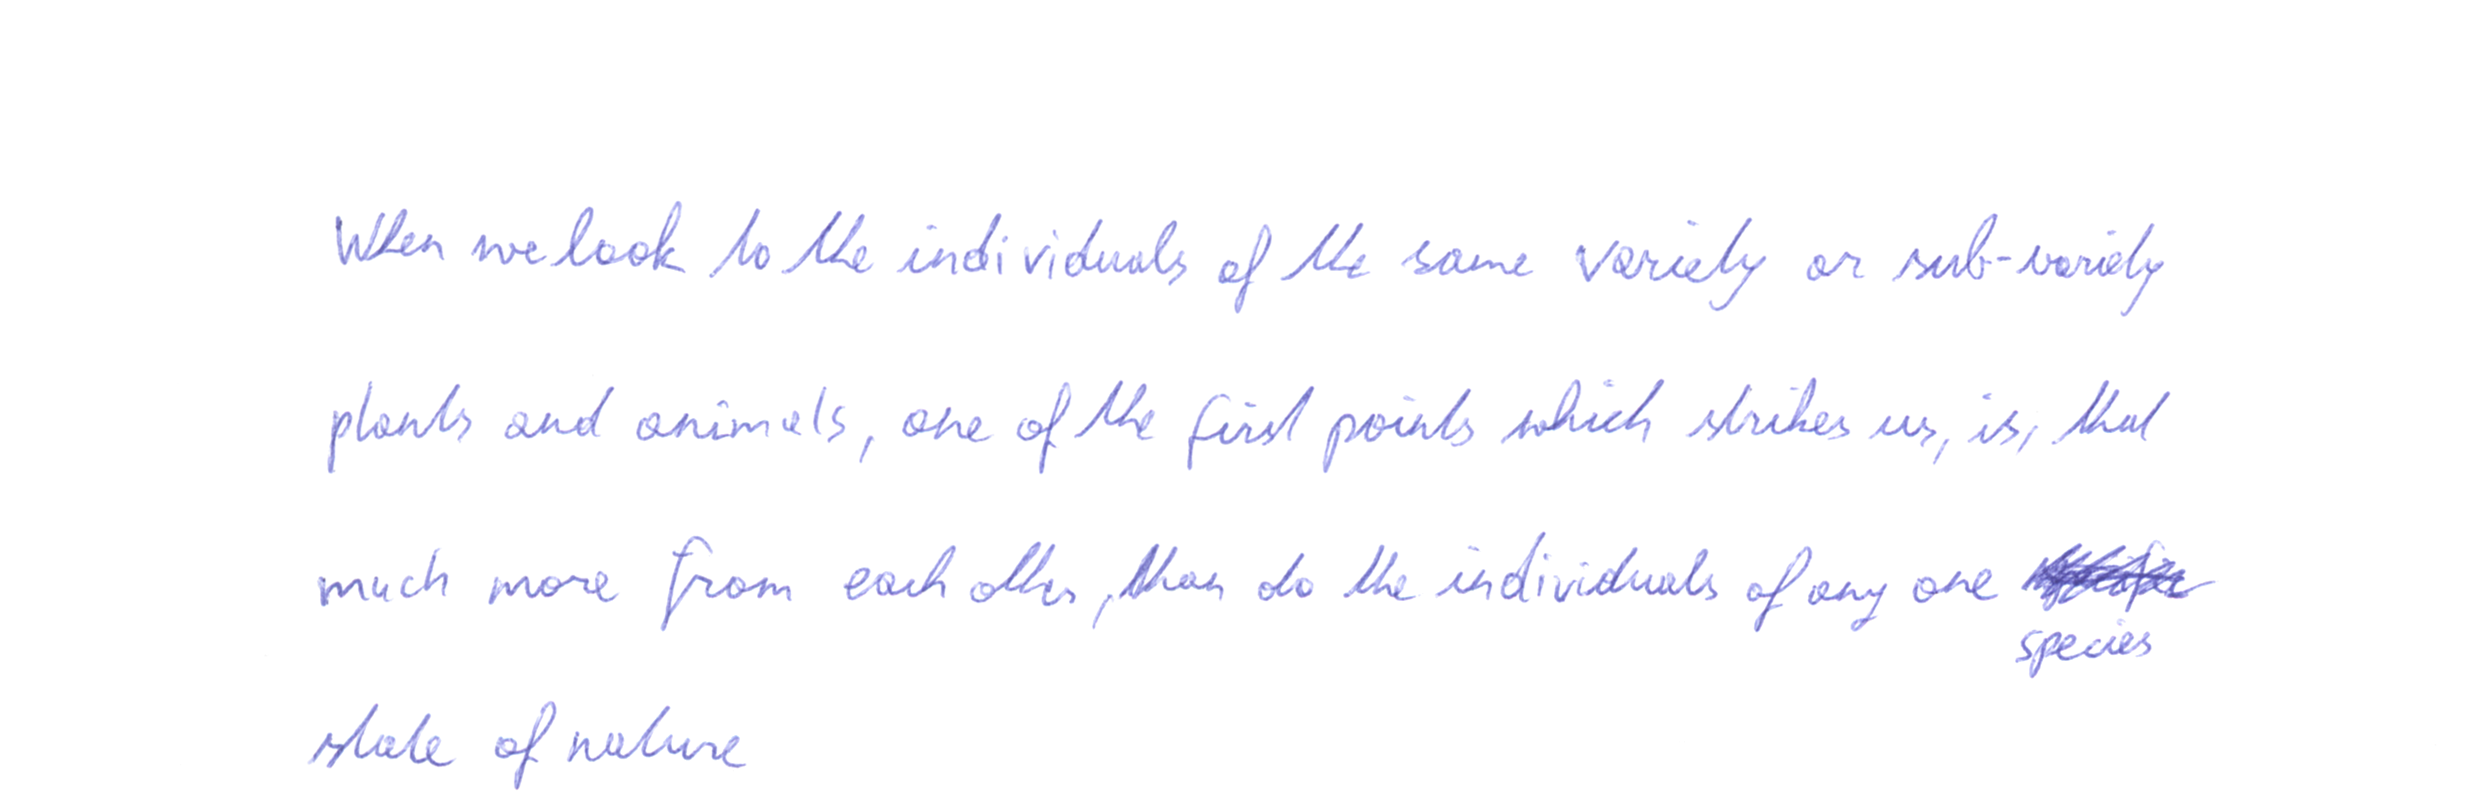 When we look to the individuals of the same variety or sub-variety
plants and animals, one of the first points which strikes us, is, that
much more from each other, than do the individuals of any one
species
state of nature